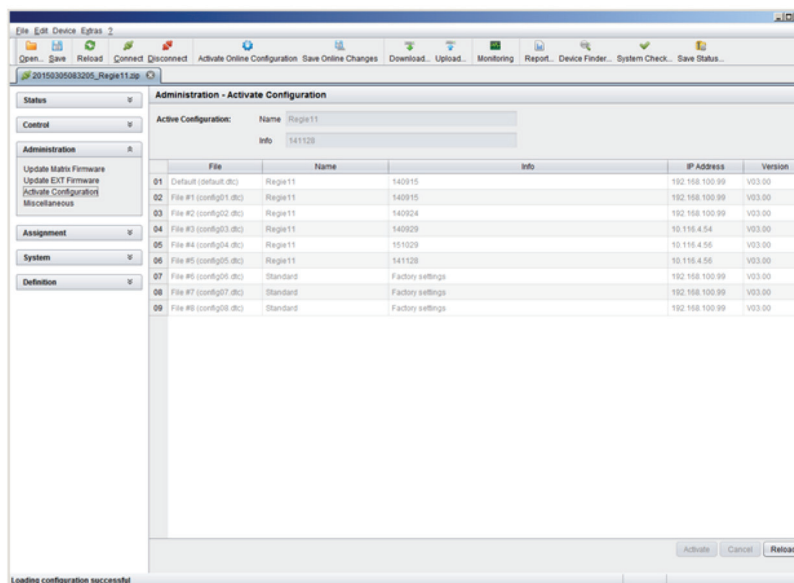 File Edit Device Extras ?
Open... Save Reload Connect Disconnect Activate Online Configuration Save Online Changes Download... Upload... Monitoring Report... Device Finder... System Check... Save Status...
20150305083205_Regie11.zip
Status
Control
Administration
Update Matrix Firmware
Update EXT Firmware
Activate Configuration
Miscellaneous
Assignment
System
Definition
Administration - Activate Configuration
Active Configuration: Name Regie11
Info 141128
File Name Info IP Address Version
01 Default (default.dtc) Regie11 140915 192.168.100.99 V03.00
02 File #1 (config01.dtc) Regie11 140915 192.168.100.99 V03.00
03 File #2 (config02.dtc) Regie11 140924 192.168.100.99 V03.00
04 File #3 (config03.dtc) Regie11 140929 10.116.4.54 V03.00
05 File #4 (config04.dtc) Regie11 151029 10.116.4.56 V03.00
06 File #5 (config05.dtc) Regie11 141128 10.116.4.56 V03.00
07 File #6 (config06.dtc) Standard Factory settings 192.168.100.99 V03.00
08 File #7 (config07.dtc) Standard Factory settings 192.168.100.99 V03.00
09 File #8 (config08.dtc) Standard Factory settings 192.168.100.99 V03.00
Activate Cancel Reload
Loading configuration successful